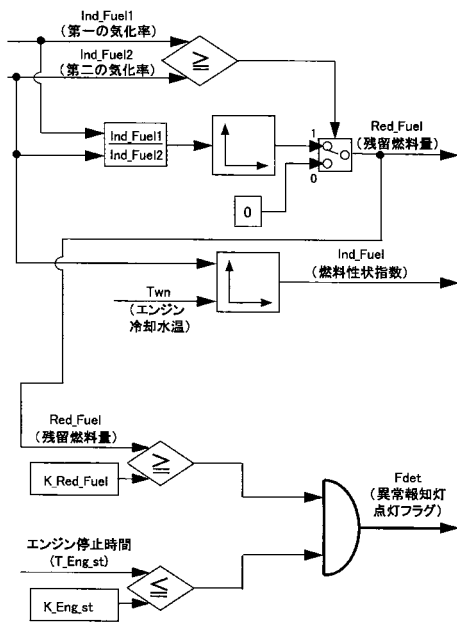 Ind_Fuel1
(第一の気化率)
Ind_Fuel2
(第二の気化率)
≧
Ind_Fuel1
Ind_Fuel2
1
0
0
Red_Fuel
(残留燃料量)
Ind_Fuel
(燃料性状指数)
Twn
(エンジン
冷却水温)
Red_Fuel
(残留燃料量)
K_Red_Fuel
≧
エンジン停止時間
(T_Eng_st)
K_Eng_st
≦
Fdet
(異常報知灯
点灯フラグ)